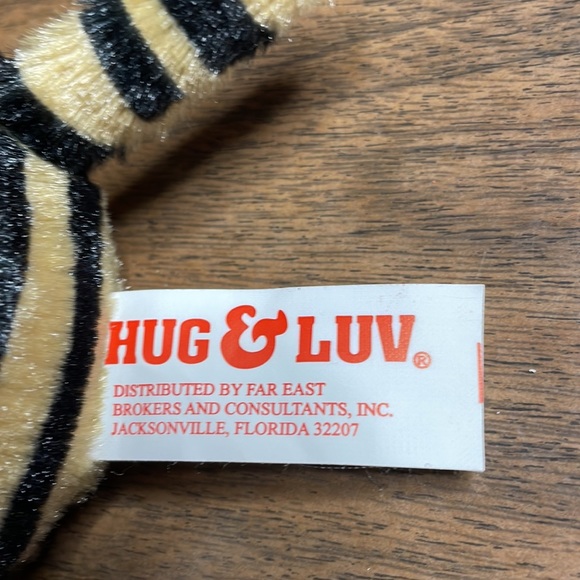 HUG & LUV®
DISTRIBUTED BY FAR EAST
BROKERS AND CONSULTANTS, INC.
JACKSONVILLE, FLORIDA 32207